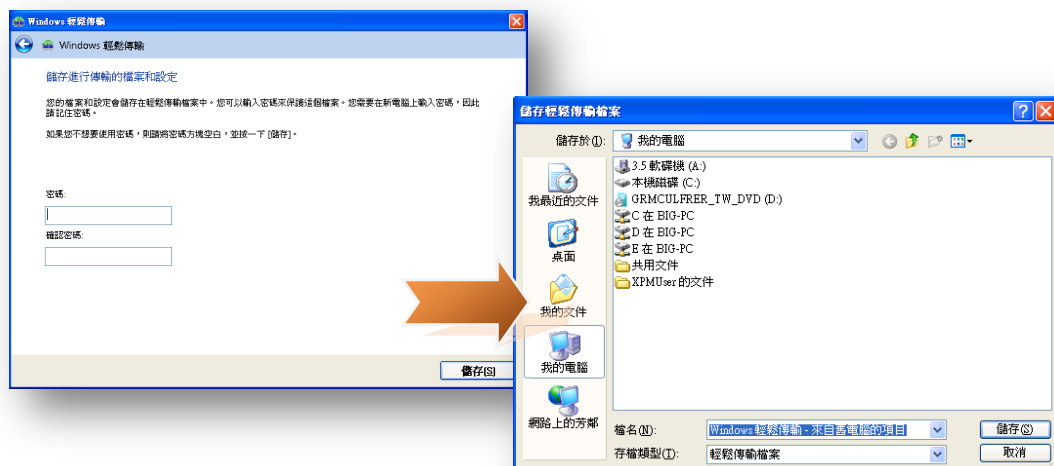 Windows 輕鬆傳輸
Windows 輕鬆傳輸
儲存進行傳輸的檔案和設定
您的檔案和設定會儲存在輕鬆傳輸檔案中。您可以輸入密碼來保護這個檔案。您需要在新電腦上輸入密碼，因此
請記住密碼。
如果您不想要使用密碼，則請將密碼方塊空白，並按一下 [儲存]。
密碼:
確認密碼:
儲存(S)
儲存輕鬆傳輸檔案
儲存於(I):
我的電腦
我最近的文件
桌面
我的文件
我的電腦
網路上的芳鄰
3.5 軟碟機 (A:)
本機磁碟 (C:)
GRMCULFRER_TW_DVD (D:)
C 在 BIG-PC
D 在 BIG-PC
E 在 BIG-PC
共用文件
XPMUser 的文件
檔名(N):
Windows 輕鬆傳輸 - 來自舊電腦的項目
儲存(S)
存檔類型(T):
輕鬆傳輸檔案
取消